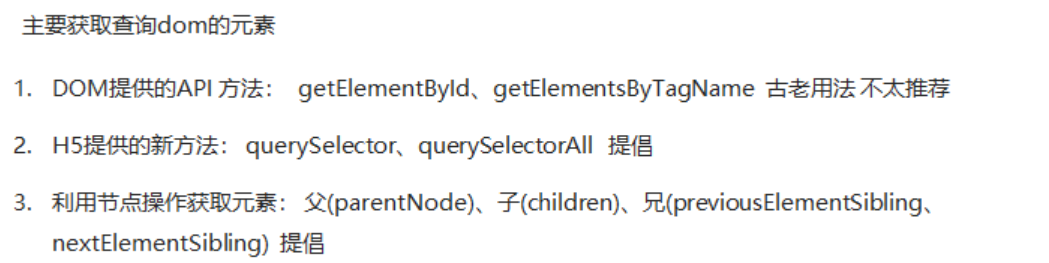 主要获取查询dom的元素
1. DOM提供的API 方法： getElementById、getElementsByTagName 古老用法 不太推荐
2. H5提供的新方法：querySelector、querySelectorAll 提倡
3. 利用节点操作获取元素：父(parentNode)、子(children)、兄(previousElementSibling、
nextElementSibling) 提倡